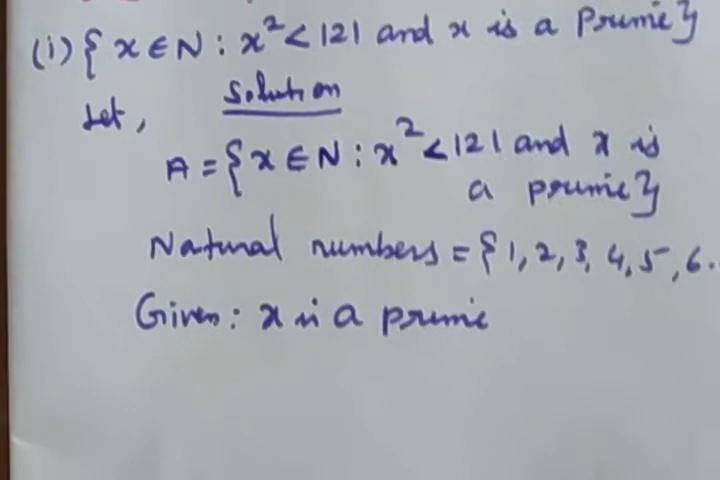 (i) { x ∈ N : x² < 121 and x is a prime }
Solution
Let,
A = { x ∈ N : x² < 121 and x is
a prime }
Natural numbers = { 1, 2, 3, 4, 5, 6..
Given: x is a prime